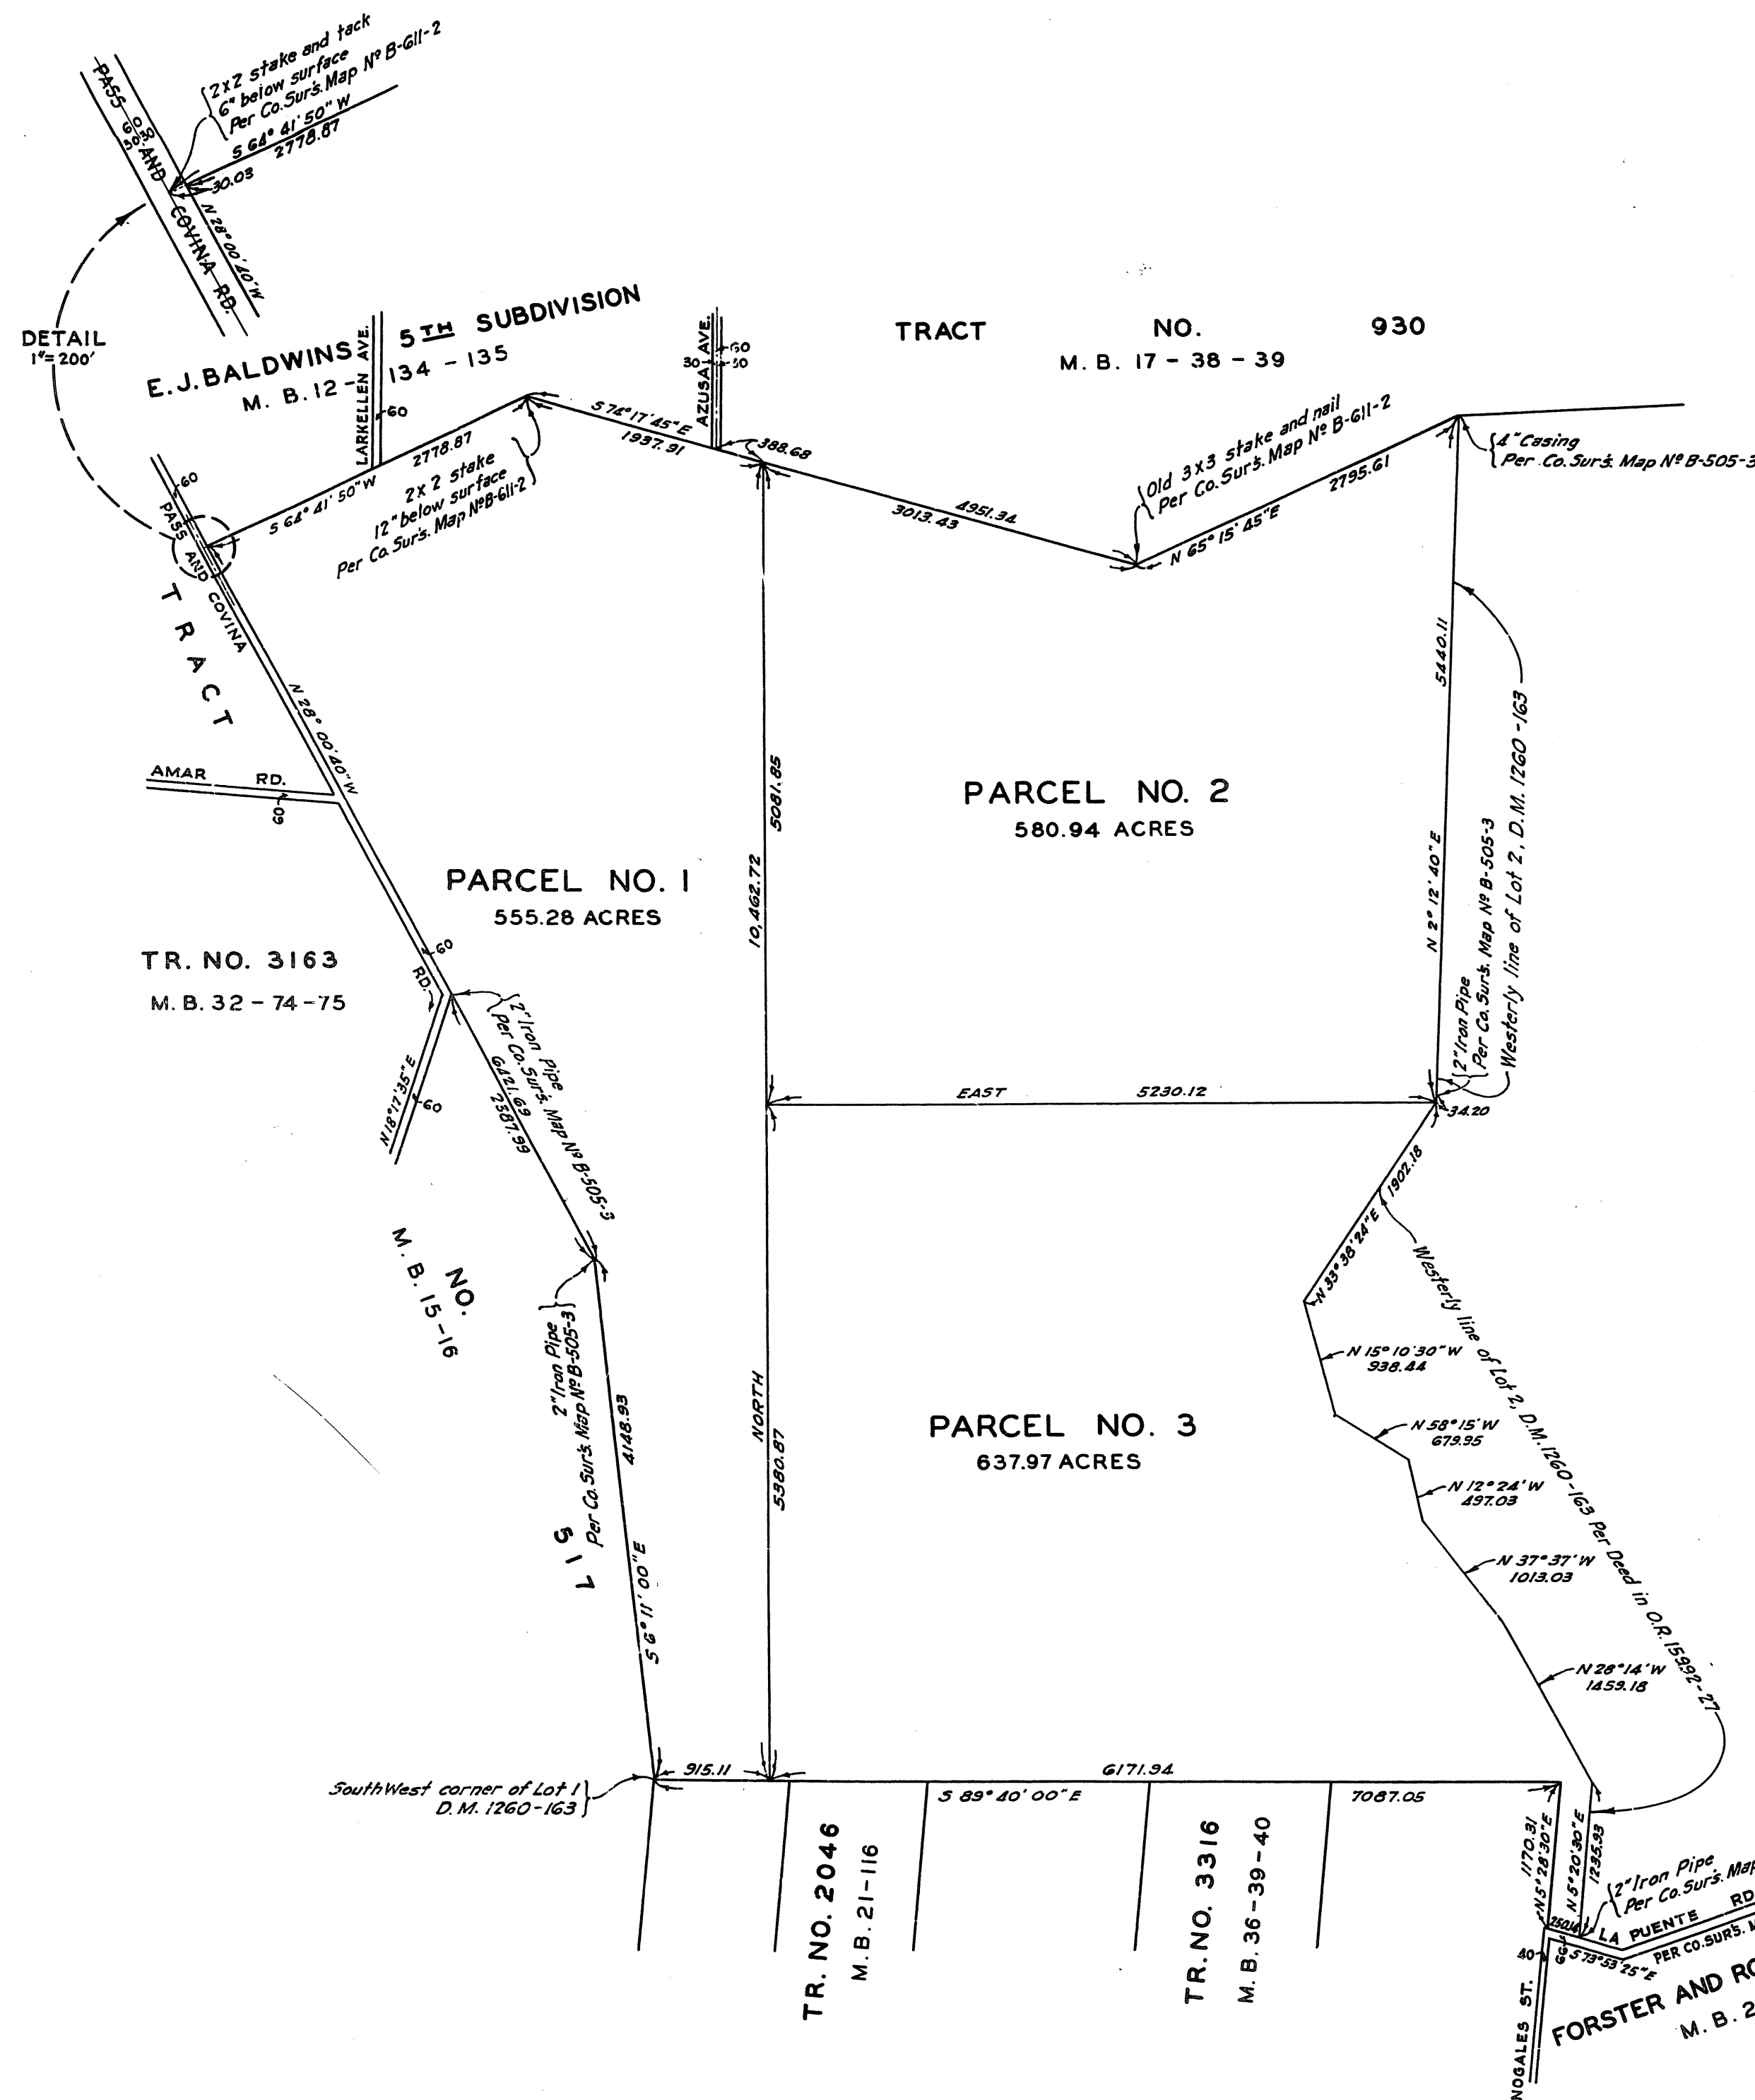 2x2 stake and tack
6" below surface
Per Co. Sur's. Map Nº B-611-2
S 64° 41' 50" W
2778.87
30.03
PASS AND COVINA RD.
60
30
30
N 28° 00' 40" W
DETAIL
1"= 200'
E.J. BALDWINS 5TH SUBDIVISION
M. B. 12 - 134 - 135
LARKELLEN AVE.
60
AZUSA AVE.
60
30
30
TRACT NO. 930
M. B. 17 - 38 - 39
S 64° 41' 50" W
2778.87
2x2 stake
12" below surface
Per Co. Sur's. Map Nº B-611-2
S 74° 17' 45" E
1937.91
388.68
4951.34
3013.43
Old 3x3 stake and nail
Per Co. Sur's. Map Nº B-611-2
2795.61
N 65° 15' 45" E
4" Casing
Per Co. Sur's. Map Nº B-505-3
60
PASS AND COVINA
TRACT
N 28° 00' 40" W
AMAR RD.
60
5081.85
10,462.72
5440.11
N 2° 12' 40" E
2" Iron Pipe
Per Co. Sur's. Map Nº B-505-3
Westerly line of Lot 2, D.M. 1260-163
PARCEL NO. 2
580.94 ACRES
PARCEL NO. 1
555.28 ACRES
TR. NO. 3163
M. B. 32 - 74 - 75
60
RD.
N 18° 17' 35" E
60
2" Iron Pipe
Per Co. Sur's. Map Nº B-505-3
6421.69
2587.99
EAST 5230.12
34.20
1902.18
N 33° 38' 24" E
NO.
M. B. 15-16
2" Iron Pipe
Per Co. Sur's. Map Nº B-505-3
4148.93
S 6° 11' 00" E
511
NORTH
5380.87
PARCEL NO. 3
637.97 ACRES
N 15° 10' 30" W
938.44
N 58° 15' W
679.95
N 12° 24' W
497.03
N 37° 37' W
1013.03
N 28° 14' W
1459.18
Westerly line of Lot 2, D.M. 1260-163 Per Deed in O.R. 15992-27
SouthWest corner of Lot 1
D.M. 1260-163
915.11
6171.94
S 89° 40' 00" E
7087.05
TR. NO. 2046
M. B. 21-116
TR. NO. 3316
M. B. 36-39-40
1170.31
N 5° 28' 30" E
N 5° 20' 30" E
1235.93
2" Iron Pipe
Per Co. Sur's. Map
LA PUENTE RD
PER CO. SUR'S. M
S 73° 53' 25" E
40
NOGALES ST.
FORSTER AND RO
M. B. 2